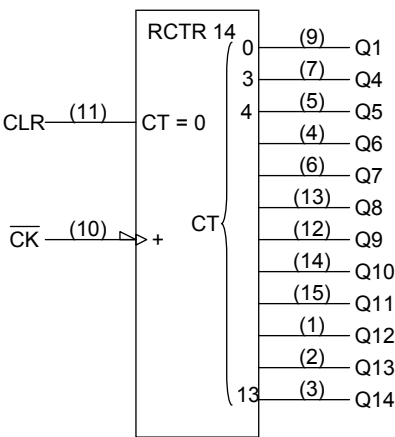 RCTR 14
0 (9) Q1
3 (7) Q4
4 (5) Q5
CLR (11) CT = 0
(4) Q6
(6) Q7
(13) Q8
CT
C̅K̅ (10) + (12) Q9
(14) Q10
(15) Q11
(1) Q12
(2) Q13
13 (3) Q14